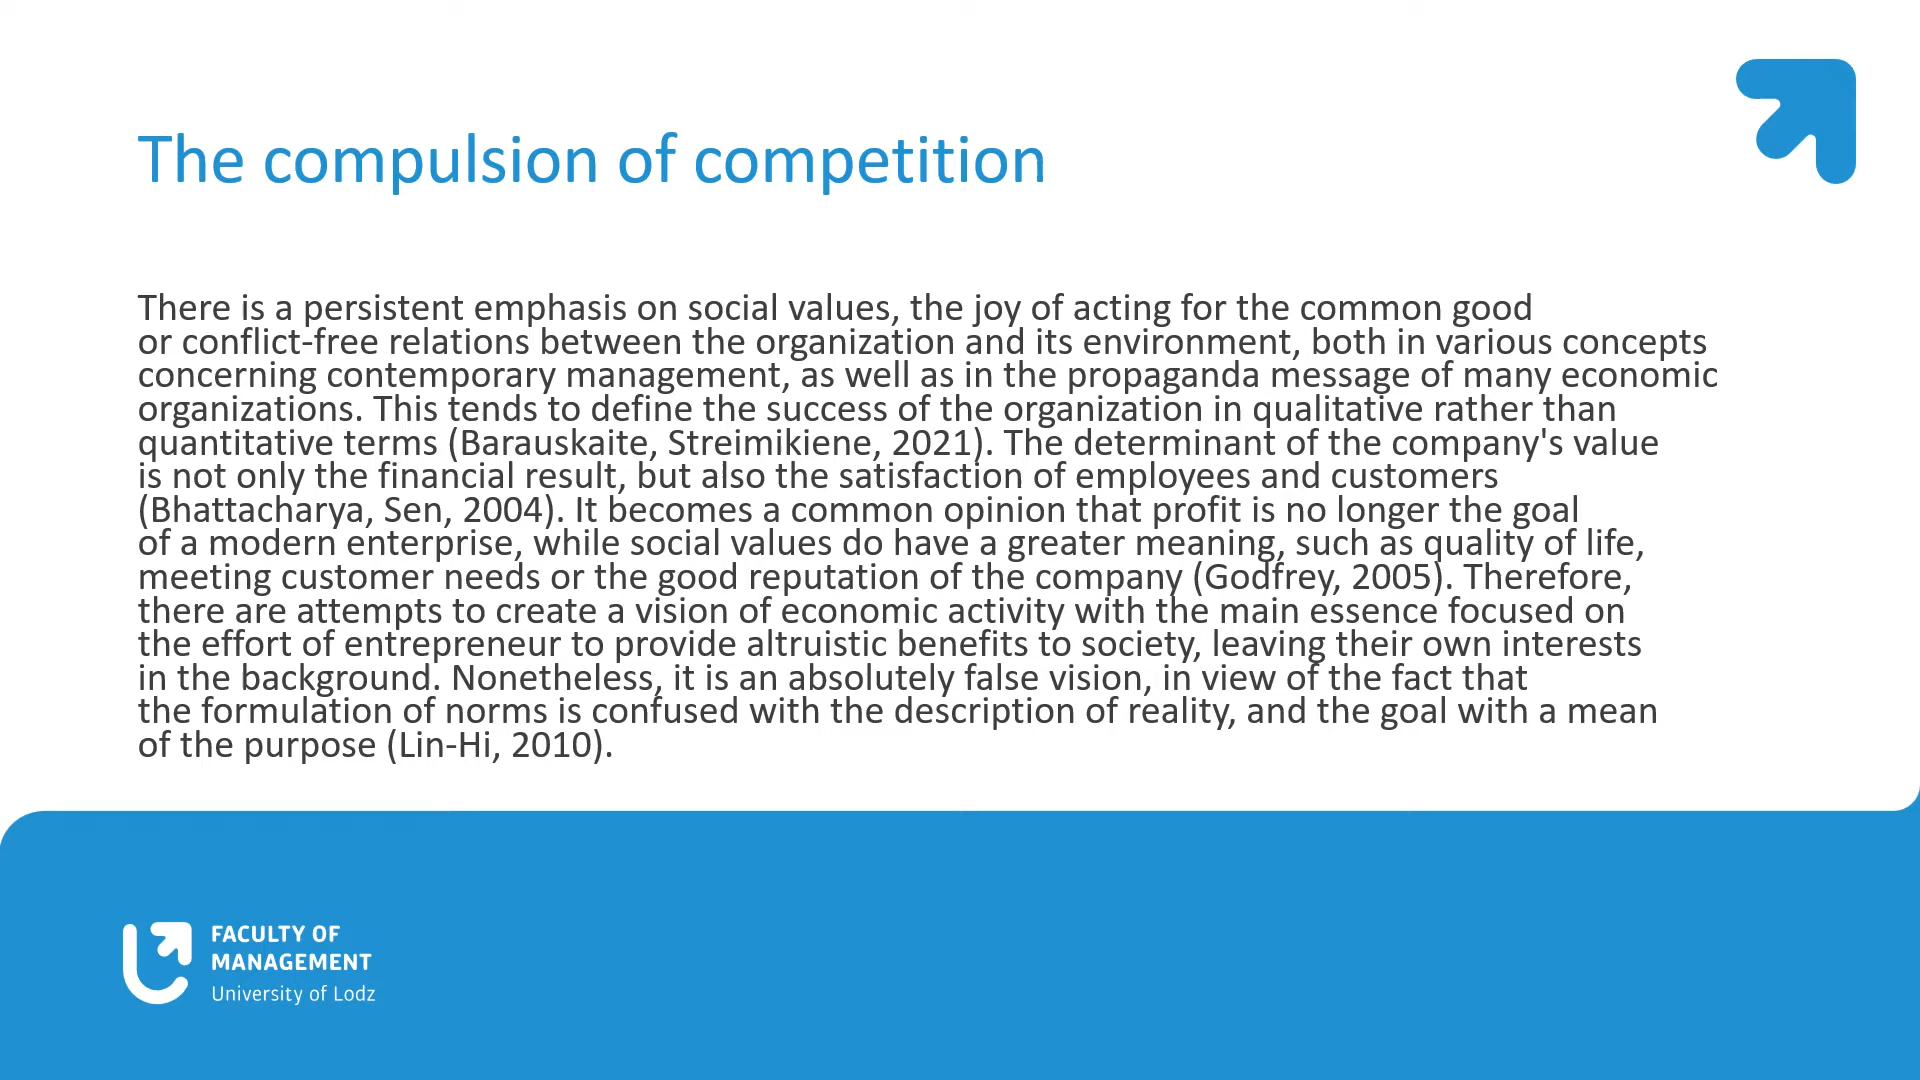 The compulsion of competition
There is a persistent emphasis on social values, the joy of acting for the common good
or conflict-free relations between the organization and its environment, both in various concepts
concerning contemporary management, as well as in the propaganda message of many economic
organizations. This tends to define the success of the organization in qualitative rather than
quantitative terms (Barauskaite, Streimikiene, 2021). The determinant of the company's value
is not only the financial result, but also the satisfaction of employees and customers
(Bhattacharya, Sen, 2004). It becomes a common opinion that profit is no longer the goal
of a modern enterprise, while social values do have a greater meaning, such as quality of life,
meeting customer needs or the good reputation of the company (Godfrey, 2005). Therefore,
there are attempts to create a vision of economic activity with the main essence focused on
the effort of entrepreneur to provide altruistic benefits to society, leaving their own interests
in the background. Nonetheless, it is an absolutely false vision, in view of the fact that
the formulation of norms is confused with the description of reality, and the goal with a mean
of the purpose (Lin-Hi, 2010).
FACULTY OF
MANAGEMENT
University of Lodz